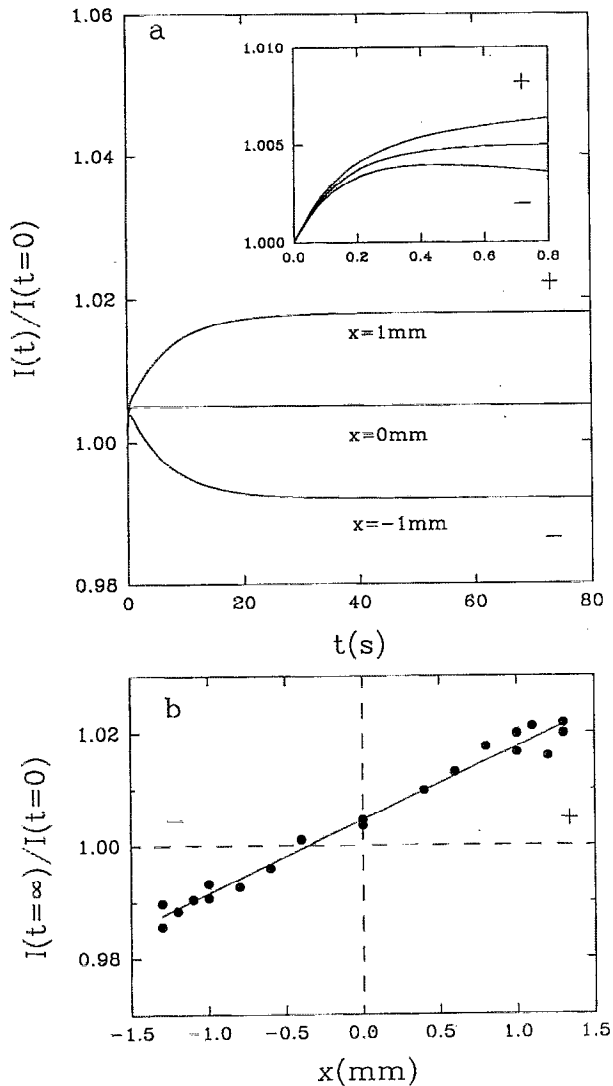 1.06
a
1.010
+
1.005
−
1.000
0.0 0.2 0.4 0.6 0.8
1.04
I(t)/I(t=0)
1.02
+
x=1mm
x=0mm
1.00
x=-1mm
−
0.98
0 20 40 60 80
t(s)
b
1.02
I(t=∞)/I(t=0)
−
+
1.00
0.98
−1.5 −1.0 −0.5 0.0 0.5 1.0 1.5
x(mm)